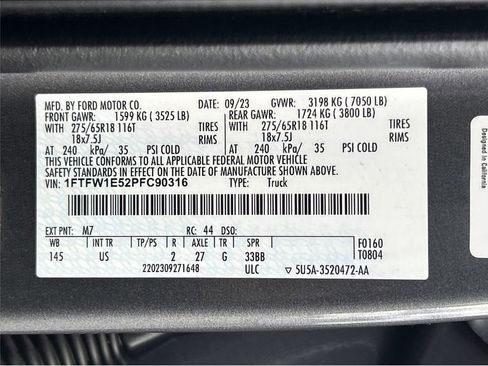 MFD. BY FORD MOTOR CO. DATE: 09/23 GVWR: 3198 KG ( 7050 LB)
FRONT GAWR: 1599 KG ( 3525 LB) REAR GAWR: 1724 KG ( 3800 LB)
WITH 275/65R18 116T TIRES WITH 275/65R18 116T TIRES
18x7.5J RIMS 18x7.5J RIMS
AT 240 kPa/ 35 PSI COLD AT 240 kPa/ 35 PSI COLD
THIS VEHICLE CONFORMS TO ALL APPLICABLE FEDERAL MOTOR VEHICLE
SAFETY STANDARDS IN EFFECT ON THE DATE OF MANUFACTURE SHOWN ABOVE.
VIN: 1FTFW1E52PFC90316 TYPE: Truck
EXT PNT: M7 RC: 44 DSO:
WB INT TR TP/PS R AXLE TR SPR F0160
145 US 2 27 G 33BB T0804
2202309271648 ULC ▽ 5U5A-3520472-AA
Designed in California